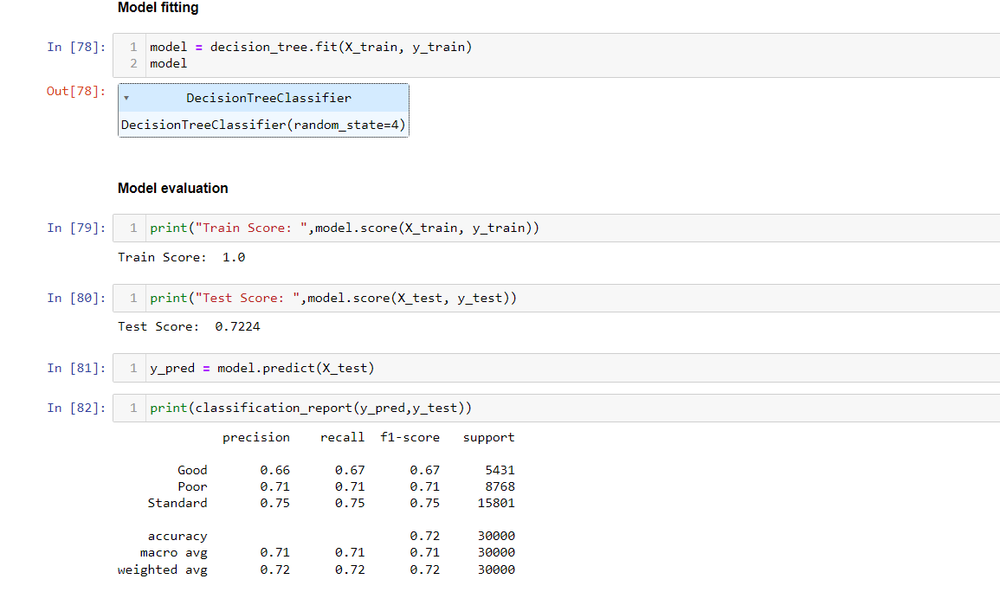 Model fitting
In [78]: 1 model = decision_tree.fit(X_train, y_train)
2 model
Out[78]: ▾ DecisionTreeClassifier
DecisionTreeClassifier(random_state=4)
Model evaluation
In [79]: 1 print("Train Score: ",model.score(X_train, y_train))
Train Score:  1.0
In [80]: 1 print("Test Score: ",model.score(X_test, y_test))
Test Score:  0.7224
In [81]: 1 y_pred = model.predict(X_test)
In [82]: 1 print(classification_report(y_pred,y_test))
precision recall f1-score support
Good 0.66 0.67 0.67 5431
Poor 0.71 0.71 0.71 8768
Standard 0.75 0.75 0.75 15801
accuracy 0.72 30000
macro avg 0.71 0.71 0.71 30000
weighted avg 0.72 0.72 0.72 30000